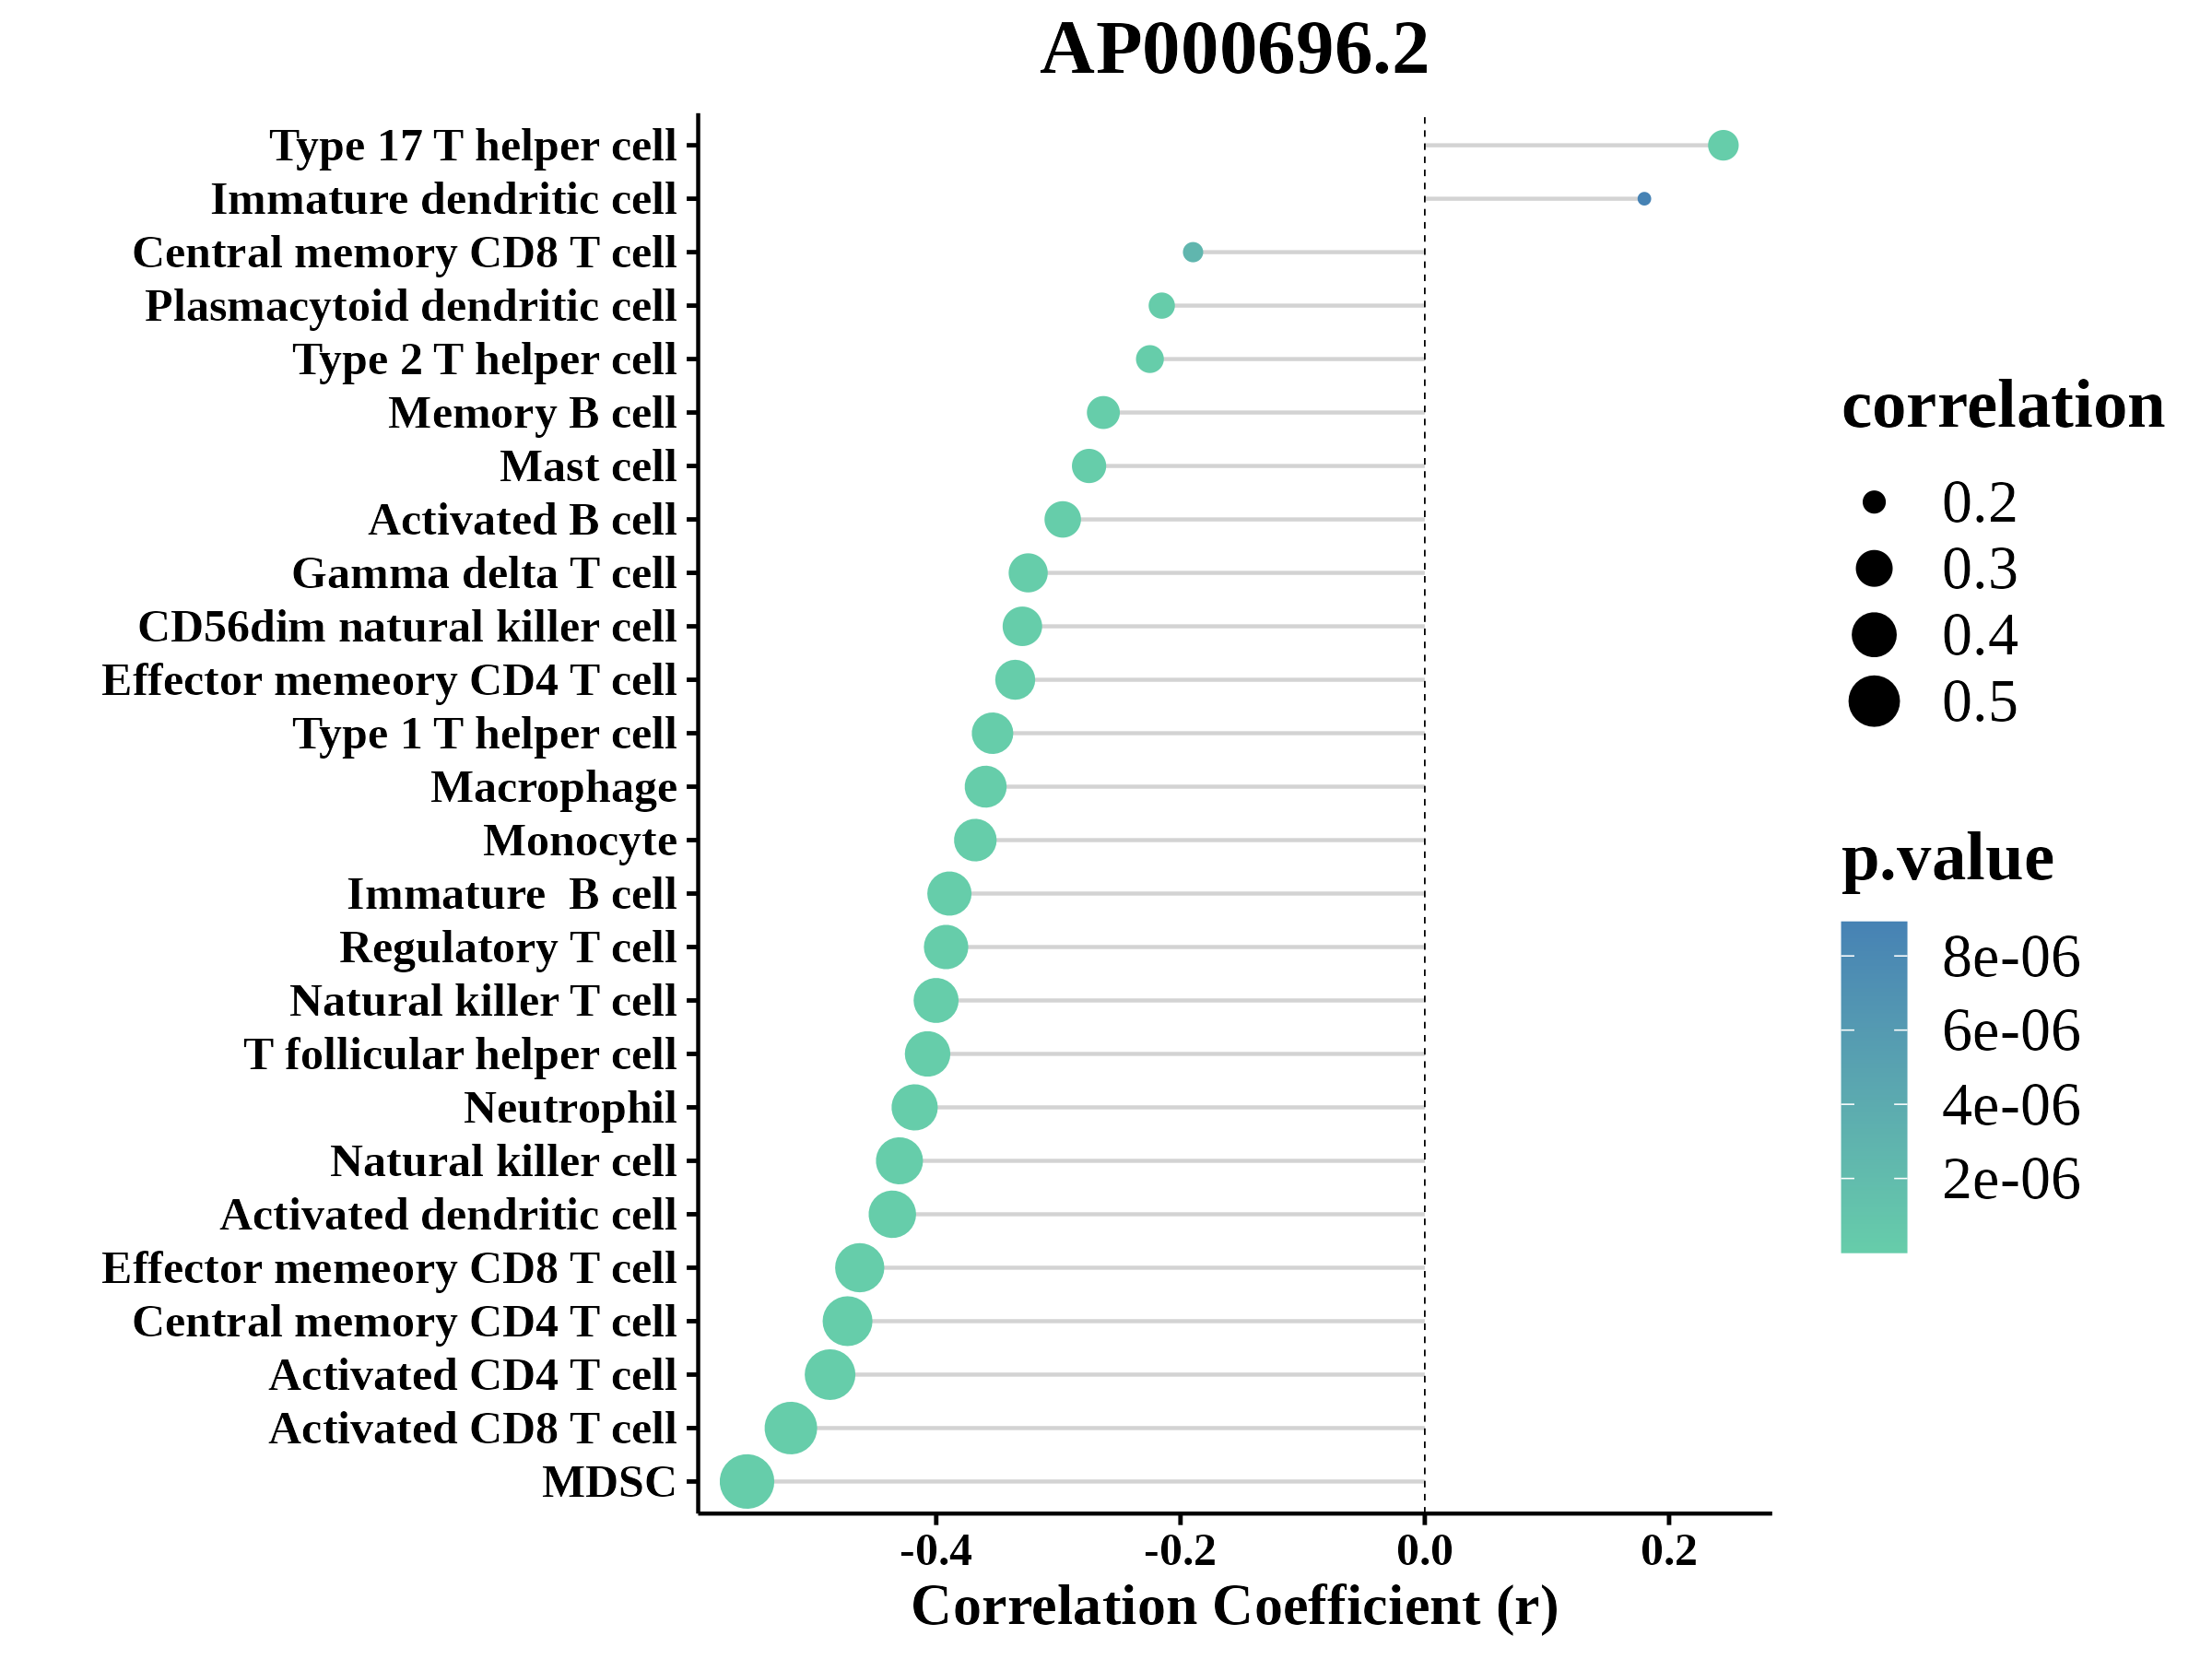 AP000696.2
Type 17 T helper cell
Immature dendritic cell
Central memory CD8 T cell
Plasmacytoid dendritic cell
Type 2 T helper cell
Memory B cell
Mast cell
Activated B cell
Gamma delta T cell
CD56dim natural killer cell
Effector memeory CD4 T cell
Type 1 T helper cell
Macrophage
Monocyte
Immature  B cell
Regulatory T cell
Natural killer T cell
T follicular helper cell
Neutrophil
Natural killer cell
Activated dendritic cell
Effector memeory CD8 T cell
Central memory CD4 T cell
Activated CD4 T cell
Activated CD8 T cell
MDSC
-0.4 -0.2 0.0 0.2
Correlation Coefficient (r)
correlation
0.2
0.3
0.4
0.5
p.value
8e-06
6e-06
4e-06
2e-06